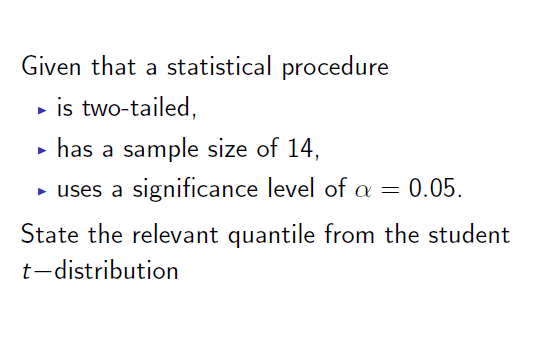 Given that a statistical procedure
▶ is two-tailed,
▶ has a sample size of 14,
▶ uses a significance level of α = 0.05.
State the relevant quantile from the student
t−distribution